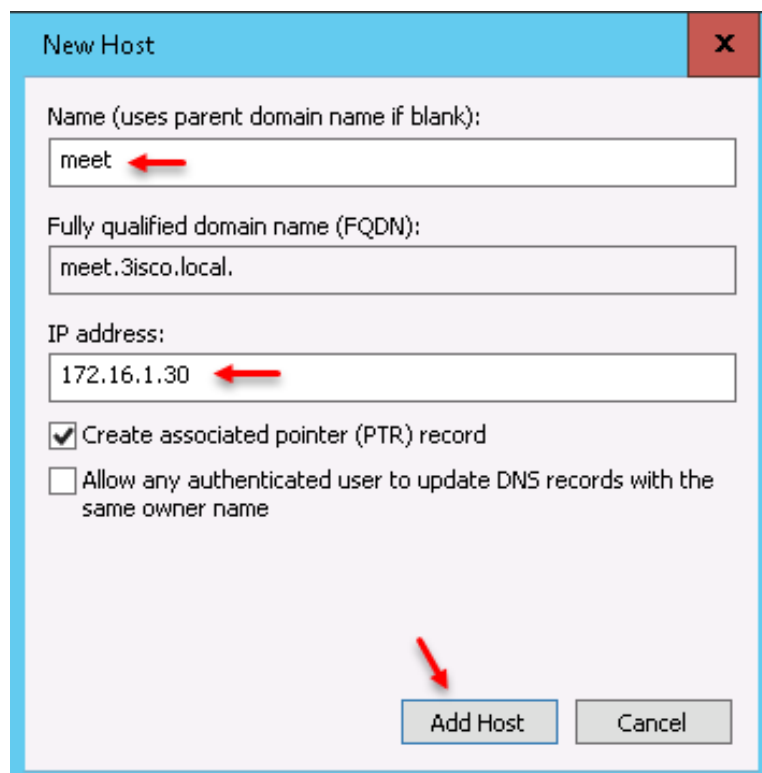 New Host
x
Name (uses parent domain name if blank):
meet
Fully qualified domain name (FQDN):
meet.3isco.local.
IP address:
172.16.1.30
Create associated pointer (PTR) record
Allow any authenticated user to update DNS records with the
same owner name
Add Host
Cancel